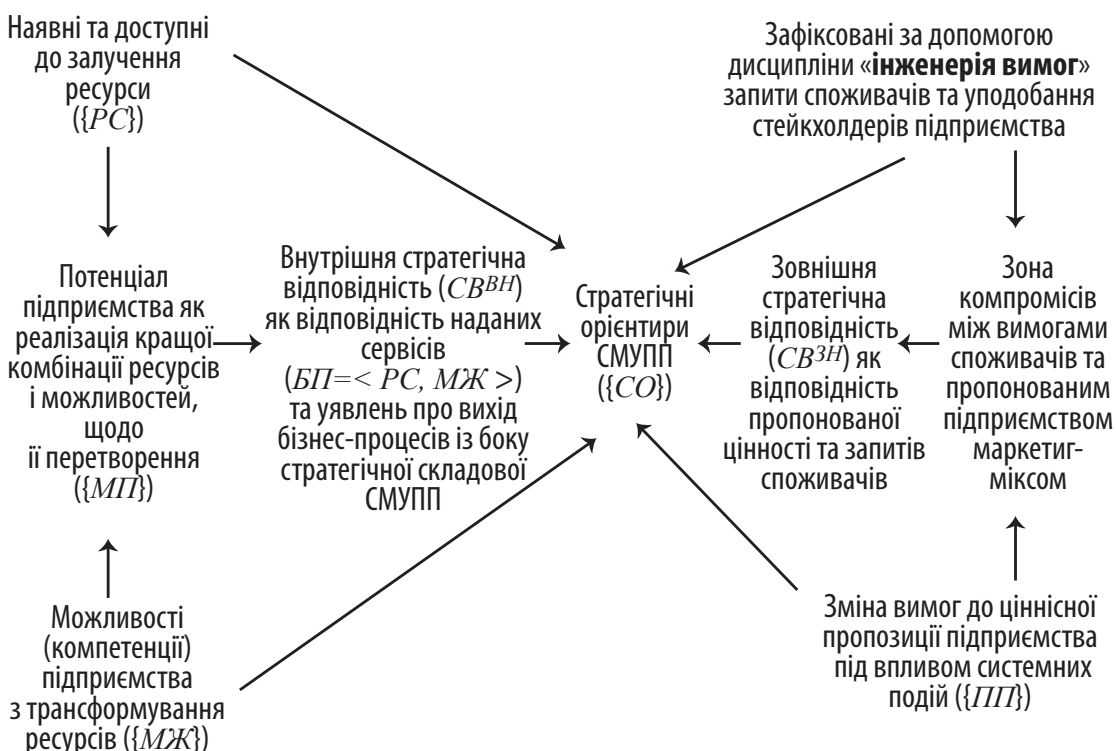 Наявні та доступні
до залучення
ресурси
({РС})
Зафіксовані за допомогою
дисципліни «інженерія вимог»
запити споживачів та уподобання
стейкхолдерів підприємства
Потенціал
підприємства як
реалізація кращої
комбінації ресурсів
і можливостей,
щодо
її перетворення
({МП})
Внутрішня стратегічна
відповідність (СВ^ВН)
як відповідність наданих
сервісів
(БП=< РС, МЖ >)
та уявлень про вихід
бізнес-процесів із боку
стратегічної складової
СМУПП
Стратегічні
орієнтири
СМУПП
({СО})
Зовнішня
стратегічна
відповідність
(СВ^ЗН) як
відповідність
пропонованої
цінності та запитів
споживачів
Зона
компромісів
між вимогами
споживачів та
пропонованим
підприємством
маркетиг-
міксом
Можливості
(компетенції)
підприємства
з трансформування
ресурсів ({МЖ})
Зміна вимог до ціннісної
пропозиції підприємства
під впливом системних
подій ({ПП})